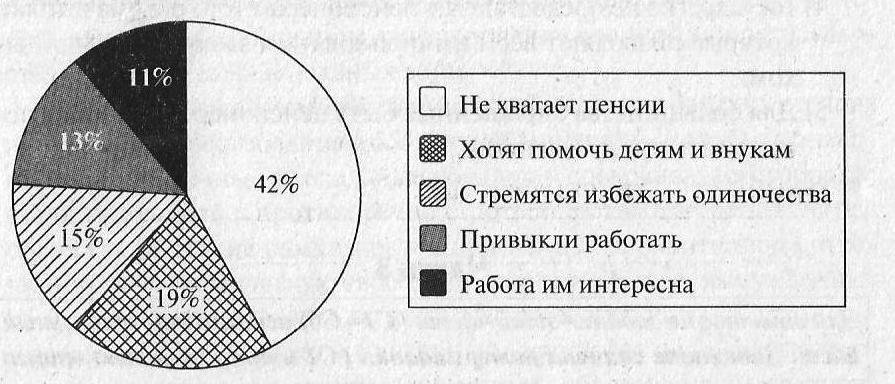 11%
13%
42%
15%
19%
Не хватает пенсии
Хотят помочь детям и внукам
Стремятся избежать одиночества
Привыкли работать
Работа им интересна